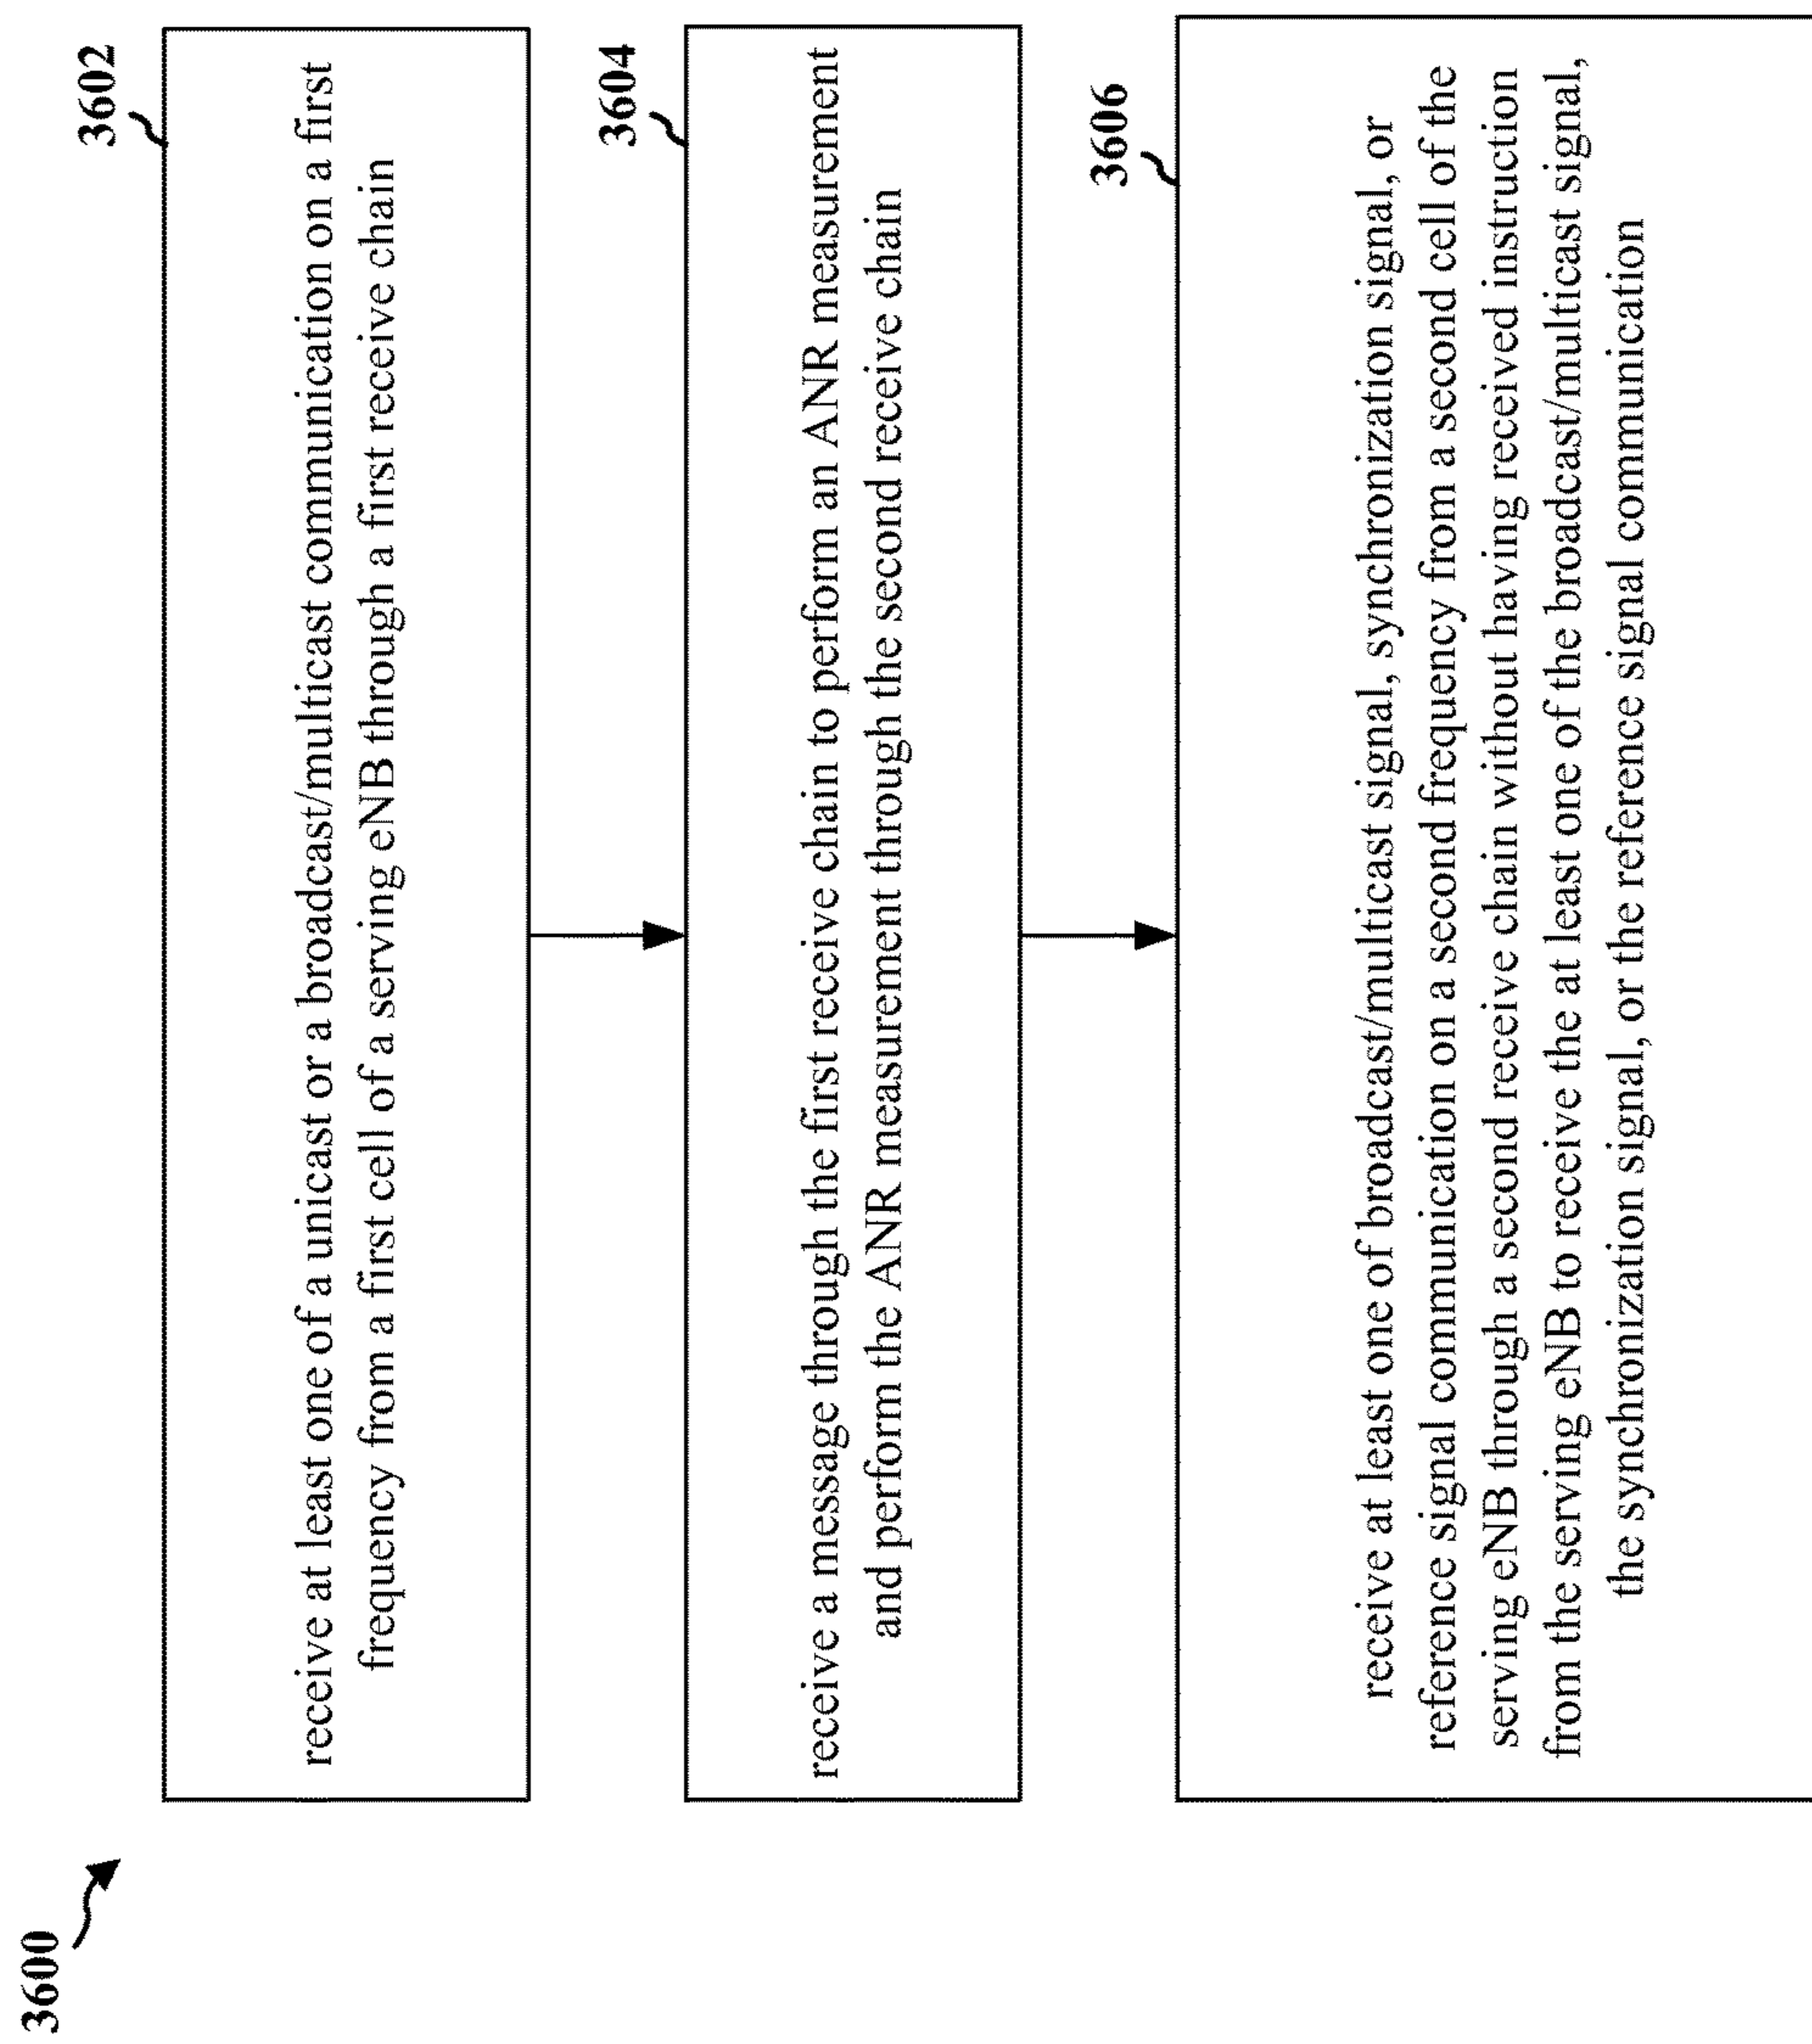 3600
3602
receive at least one of a unicast or a broadcast/multicast communication on a first
frequency from a first cell of a serving eNB through a first receive chain
3604
receive a message through the first receive chain to perform an ANR measurement
and perform the ANR measurement through the second receive chain
3606
receive at least one of broadcast/multicast signal, synchronization signal, or
reference signal communication on a second frequency from a second cell of the
serving eNB through a second receive chain without having received instruction
from the serving eNB to receive the at least one of the broadcast/multicast signal,
the synchronization signal, or the reference signal communication